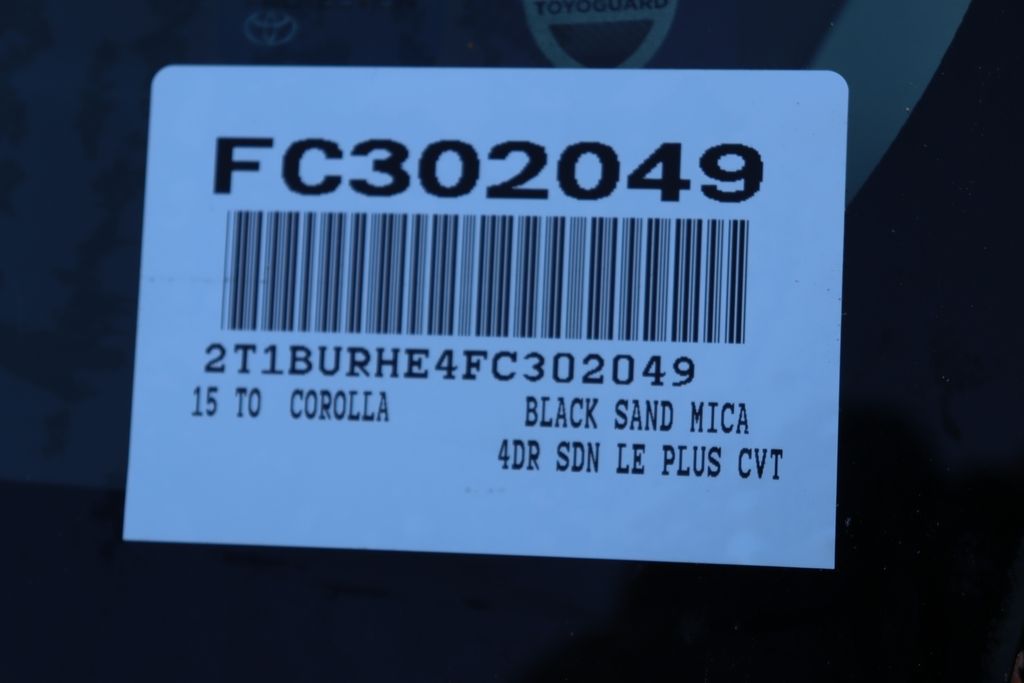 TOYOGUARD
FC302049
2T1BURHE4FC302049
15 TO COROLLA BLACK SAND MICA
4DR SDN LE PLUS CVT